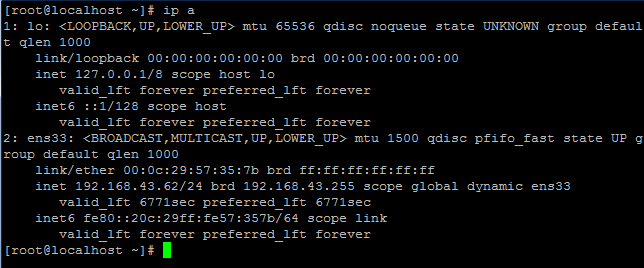 [root@localhost ~]# ip a
1: lo: <LOOPBACK,UP,LOWER_UP> mtu 65536 qdisc noqueue state UNKNOWN group defaul
t qlen 1000
    link/loopback 00:00:00:00:00:00 brd 00:00:00:00:00:00
    inet 127.0.0.1/8 scope host lo
       valid_lft forever preferred_lft forever
    inet6 ::1/128 scope host
       valid_lft forever preferred_lft forever
2: ens33: <BROADCAST,MULTICAST,UP,LOWER_UP> mtu 1500 qdisc pfifo_fast state UP g
roup default qlen 1000
    link/ether 00:0c:29:57:35:7b brd ff:ff:ff:ff:ff:ff
    inet 192.168.43.62/24 brd 192.168.43.255 scope global dynamic ens33
       valid_lft 6771sec preferred_lft 6771sec
    inet6 fe80::20c:29ff:fe57:357b/64 scope link
       valid_lft forever preferred_lft forever
[root@localhost ~]#